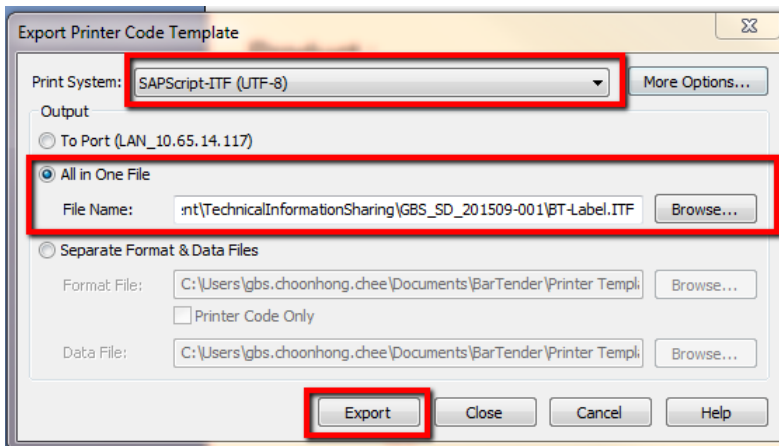 Export Printer Code Template
Print System: SAPScript-ITF (UTF-8) More Options...
Output
To Port (LAN_10.65.14.117)
All in One File
File Name: :nt\TechnicalInformationSharing\GBS_SD_201509-001\BT-Label.ITF Browse...
Separate Format & Data Files
Format File: C:\Users\gbs.choonhong.chee\Documents\BarTender\Printer Templ Browse...
Printer Code Only
Data File: C:\Users\gbs.choonhong.chee\Documents\BarTender\Printer Templ Browse...
Export Close Cancel Help